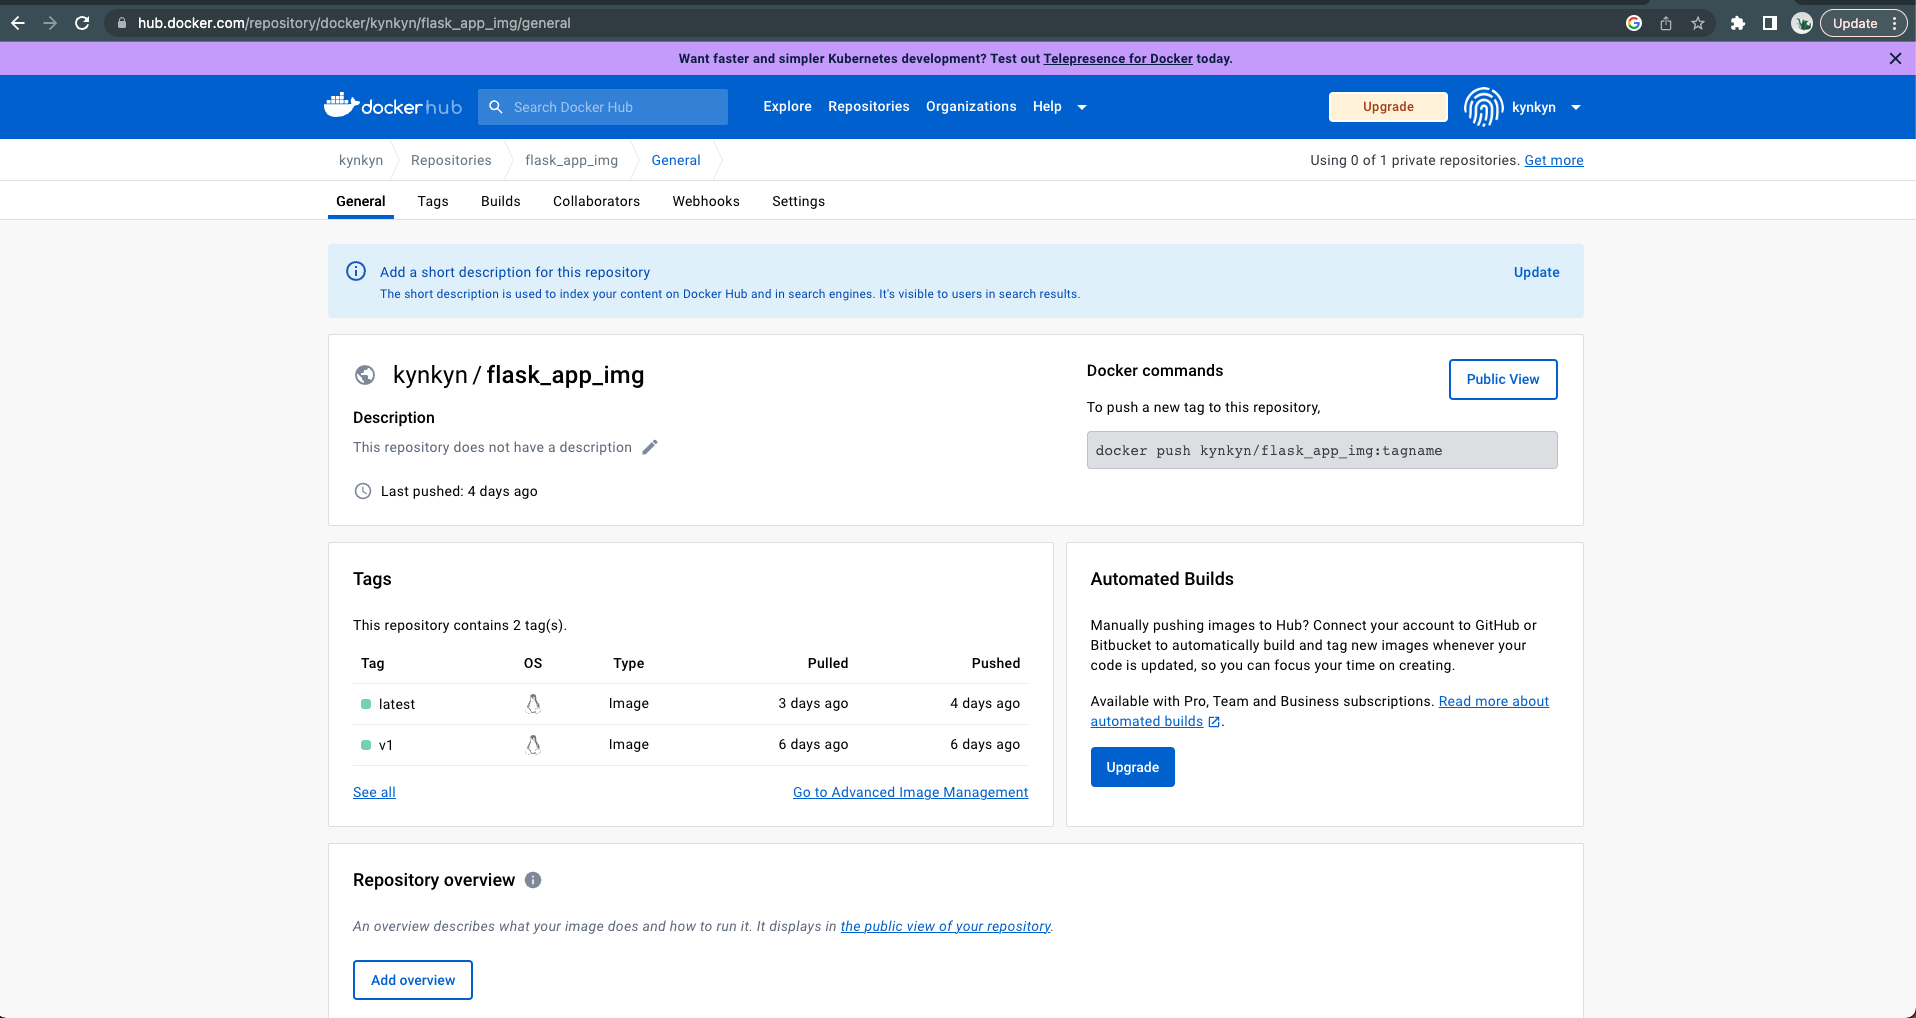 hub.docker.com/repository/docker/kynkyn/flask_app_img/general
Update
Want faster and simpler Kubernetes development? Test out Telepresence for Docker today.
docker hub
Search Docker Hub
Explore Repositories Organizations Help
Upgrade
kynkyn
kynkyn Repositories flask_app_img General
Using 0 of 1 private repositories. Get more
General Tags Builds Collaborators Webhooks Settings
Add a short description for this repository
Update
The short description is used to index your content on Docker Hub and in search engines. It's visible to users in search results.
kynkyn / flask_app_img
Description
This repository does not have a description
Last pushed: 4 days ago
Docker commands
Public View
To push a new tag to this repository,
docker push kynkyn/flask_app_img:tagname
Tags
This repository contains 2 tag(s).
Tag OS Type Pulled Pushed
latest Image 3 days ago 4 days ago
v1 Image 6 days ago 6 days ago
See all Go to Advanced Image Management
Automated Builds
Manually pushing images to Hub? Connect your account to GitHub or
Bitbucket to automatically build and tag new images whenever your
code is updated, so you can focus your time on creating.
Available with Pro, Team and Business subscriptions. Read more about
automated builds.
Upgrade
Repository overview
An overview describes what your image does and how to run it. It displays in the public view of your repository.
Add overview